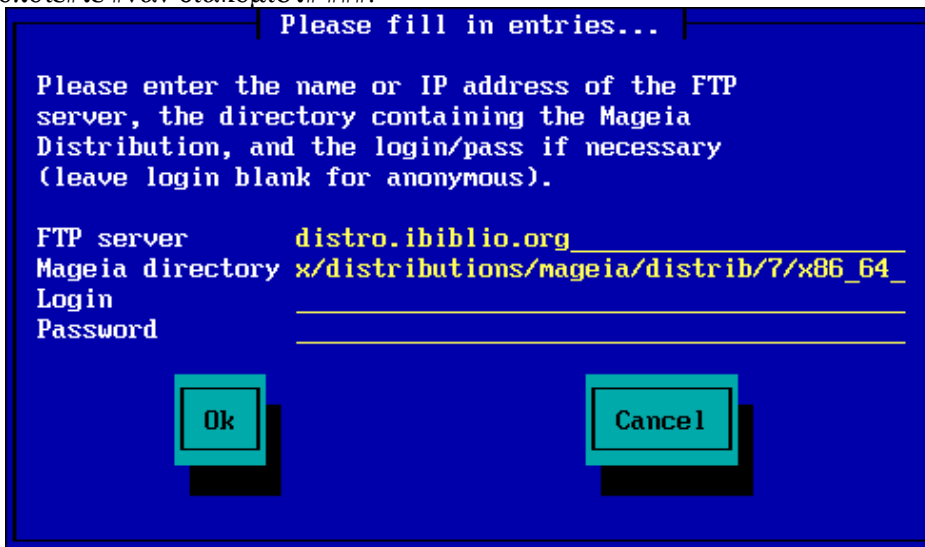 Please fill in entries...
Please enter the name or IP address of the FTP
server, the directory containing the Mageia
Distribution, and the login/pass if necessary
(leave login blank for anonymous).
FTP server distro.ibiblio.org
Mageia directory x/distributions/mageia/distrib/7/x86_64
Login
Password
Ok Cancel